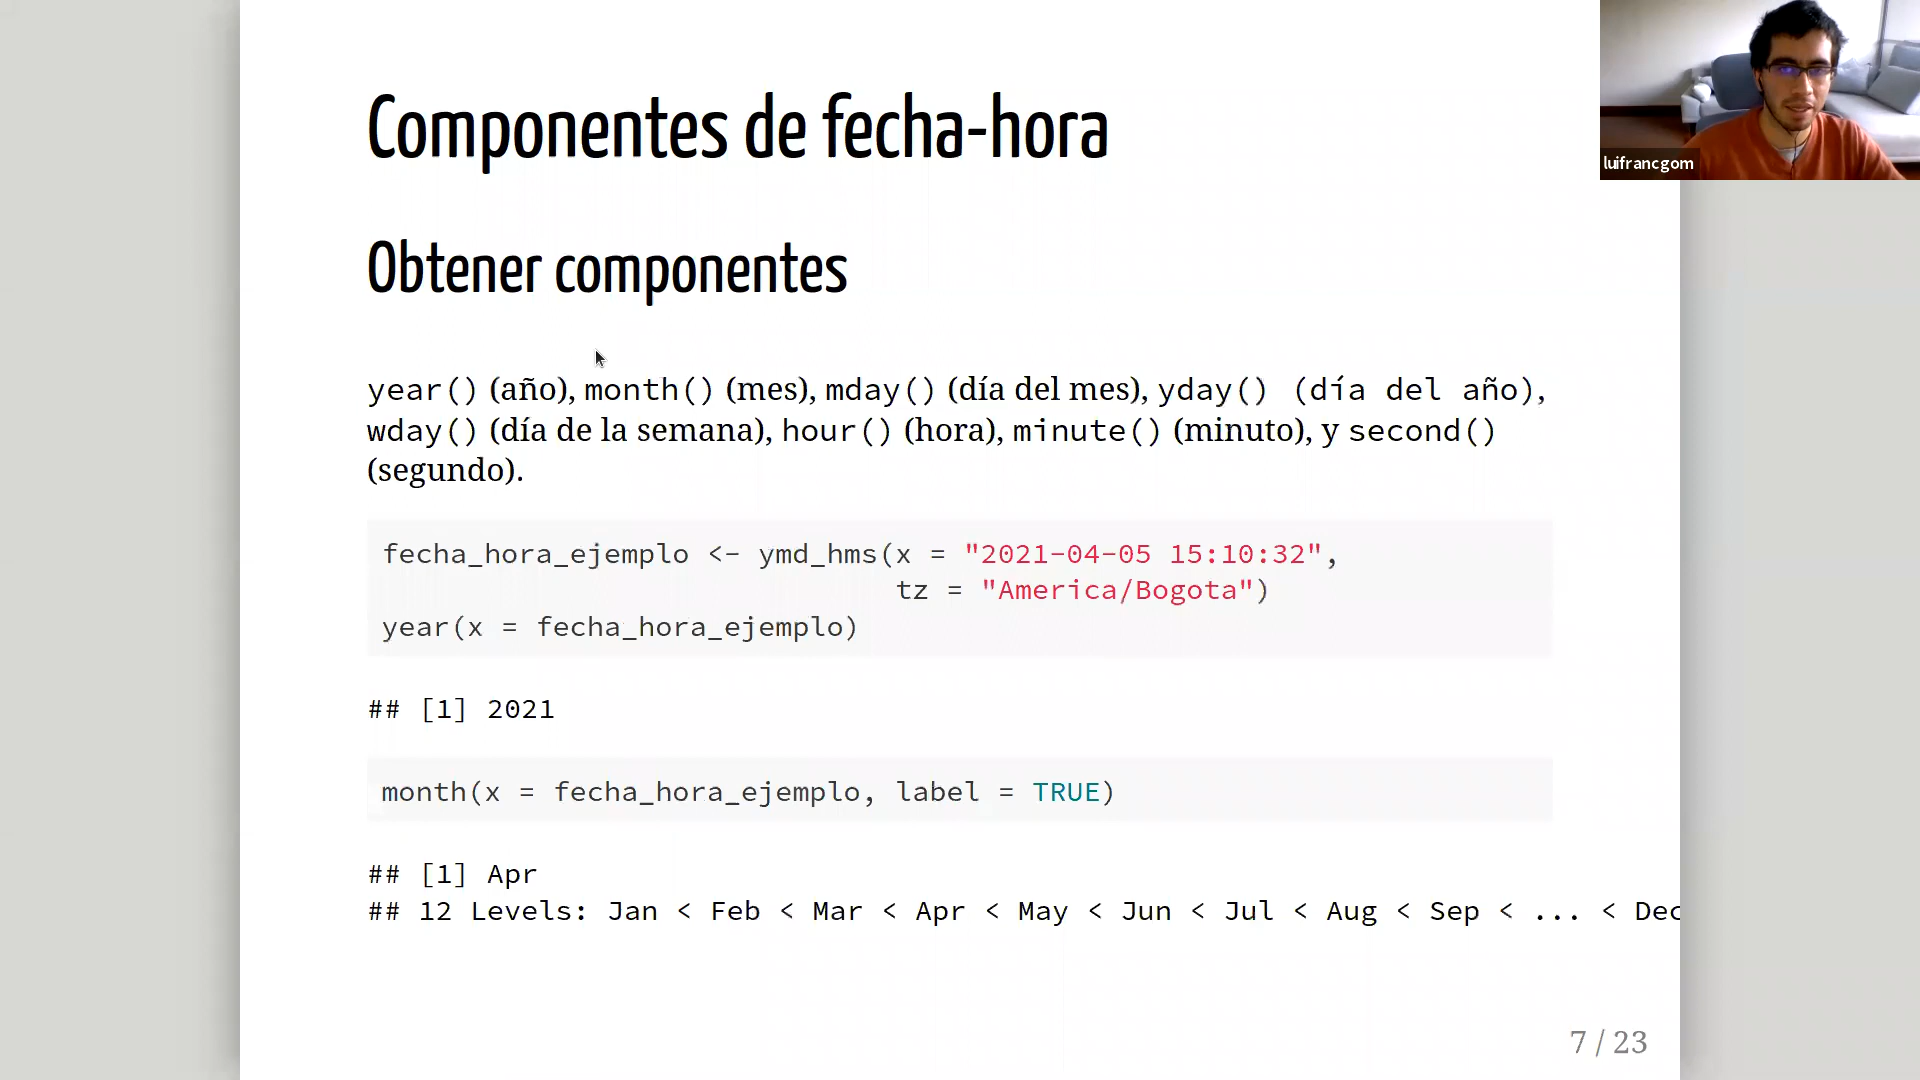 Componentes de fecha-hora
luifrancgom
Obtener componentes
year() (año), month() (mes), mday() (día del mes), yday() (día del año),
wday() (día de la semana), hour() (hora), minute() (minuto), y second()
(segundo).
fecha_hora_ejemplo <- ymd_hms(x = "2021-04-05 15:10:32",
tz = "America/Bogota")
year(x = fecha_hora_ejemplo)
## [1] 2021
month(x = fecha_hora_ejemplo, label = TRUE)
## [1] Apr
## 12 Levels: Jan < Feb < Mar < Apr < May < Jun < Jul < Aug < Sep < ... < Dec
7 / 23